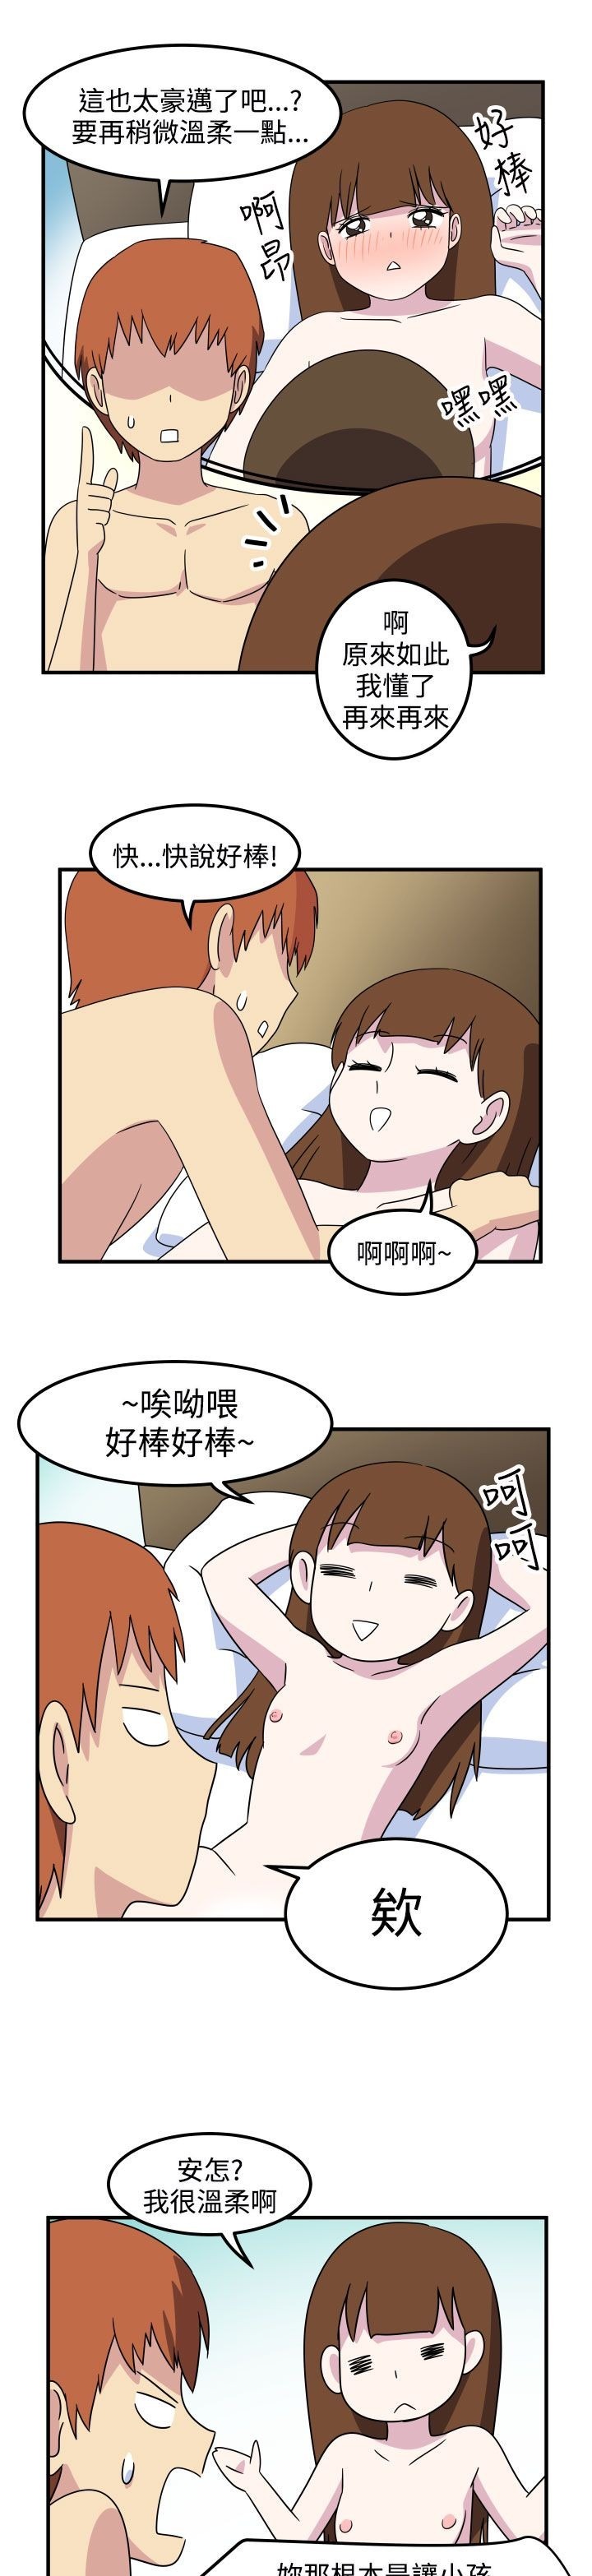 這也太豪邁了吧...?
要再稍微溫柔一點...
好棒
啊昂
嘿嘿
啊
原來如此
我懂了
再來再來
快...快說好棒!
啊啊啊~
~唉呦喂
好棒好棒~
呵呵
欸
安怎?
我很溫柔啊